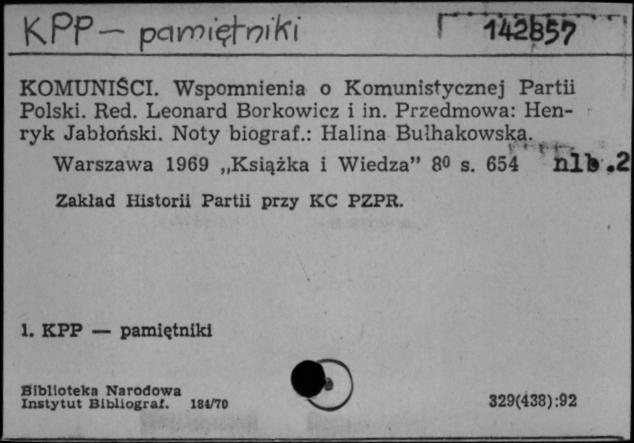 KPP – pamiętniki 142857
KOMUNIŚCI. Wspomnienia o Komunistycznej Partii
Polski. Red. Leonard Borkowicz i in. Przedmowa: Hen-
ryk Jabłoński. Noty biograf.: Halina Bułhakowska.
Warszawa 1969 „Książka i Wiedza” 8⁰ s. 654 nlb.2
Zakład Historii Partii przy KC PZPR.
1. KPP — pamiętniki
Biblioteka Narodowa
Instytut Bibliograf. 184/70 329(438):92